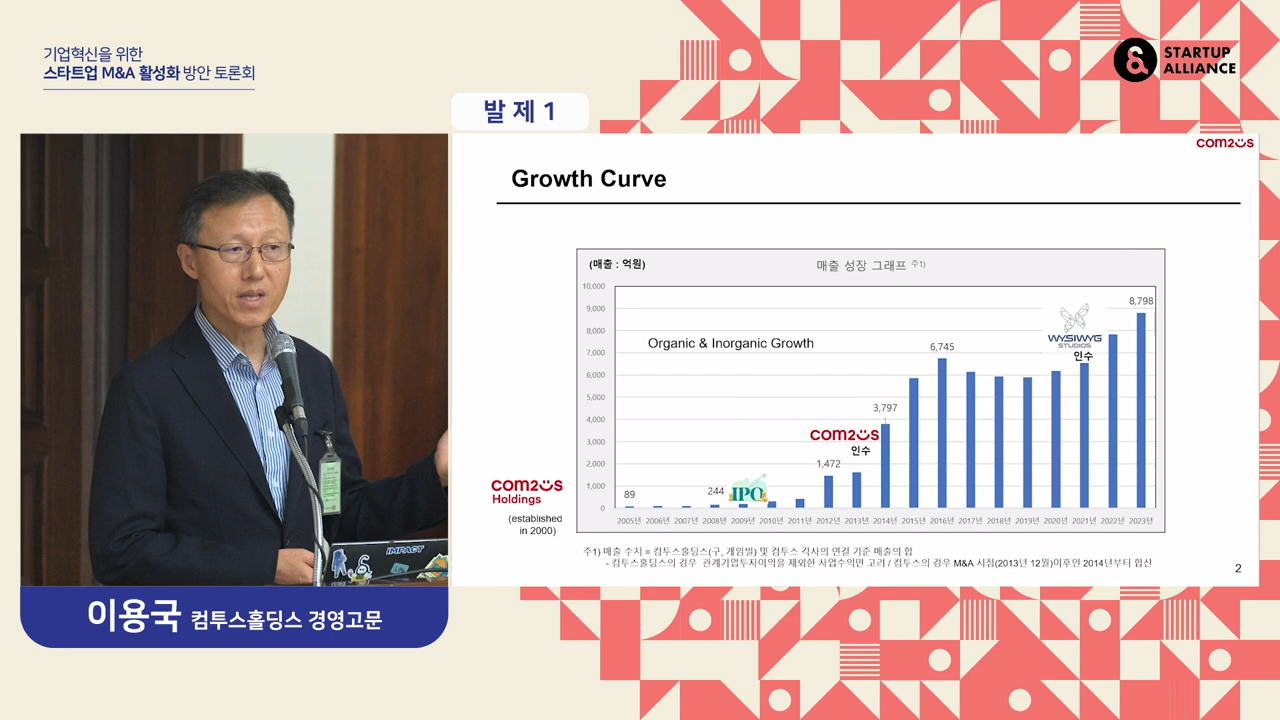 기업혁신을 위한
스타트업 M&A 활성화 방안 토론회
STARTUP
ALLIANCE
발 제 1
com2us
Growth Curve
(매출 : 억원)
매출 성장 그래프 주1)
10,000
9,000
8,000
7,000
6,000
5,000
4,000
3,000
2,000
1,000
0
Organic & Inorganic Growth
89
244
IPO
1,472
com2us
인수
3,797
6,745
WYSIWYG
STUDIOS
인수
8,798
2005년 2006년 2007년 2008년 2009년 2010년 2011년 2012년 2013년 2014년 2015년 2016년 2017년 2018년 2019년 2020년 2021년 2022년 2023년
com2us
Holdings
(established
in 2000)
주1) 매출 수치 = 컴투스홀딩스(구, 게임빌) 및 컴투스 각사의 연결 기준 매출의 합
- 컴투스홀딩스의 경우 관계기업투자이익을 제외한 사업수익만 고려 / 컴투스의 경우 M&A 시점(2013년 12월)이후인 2014년부터 합산
2
IMPACT
이용국 컴투스홀딩스 경영고문